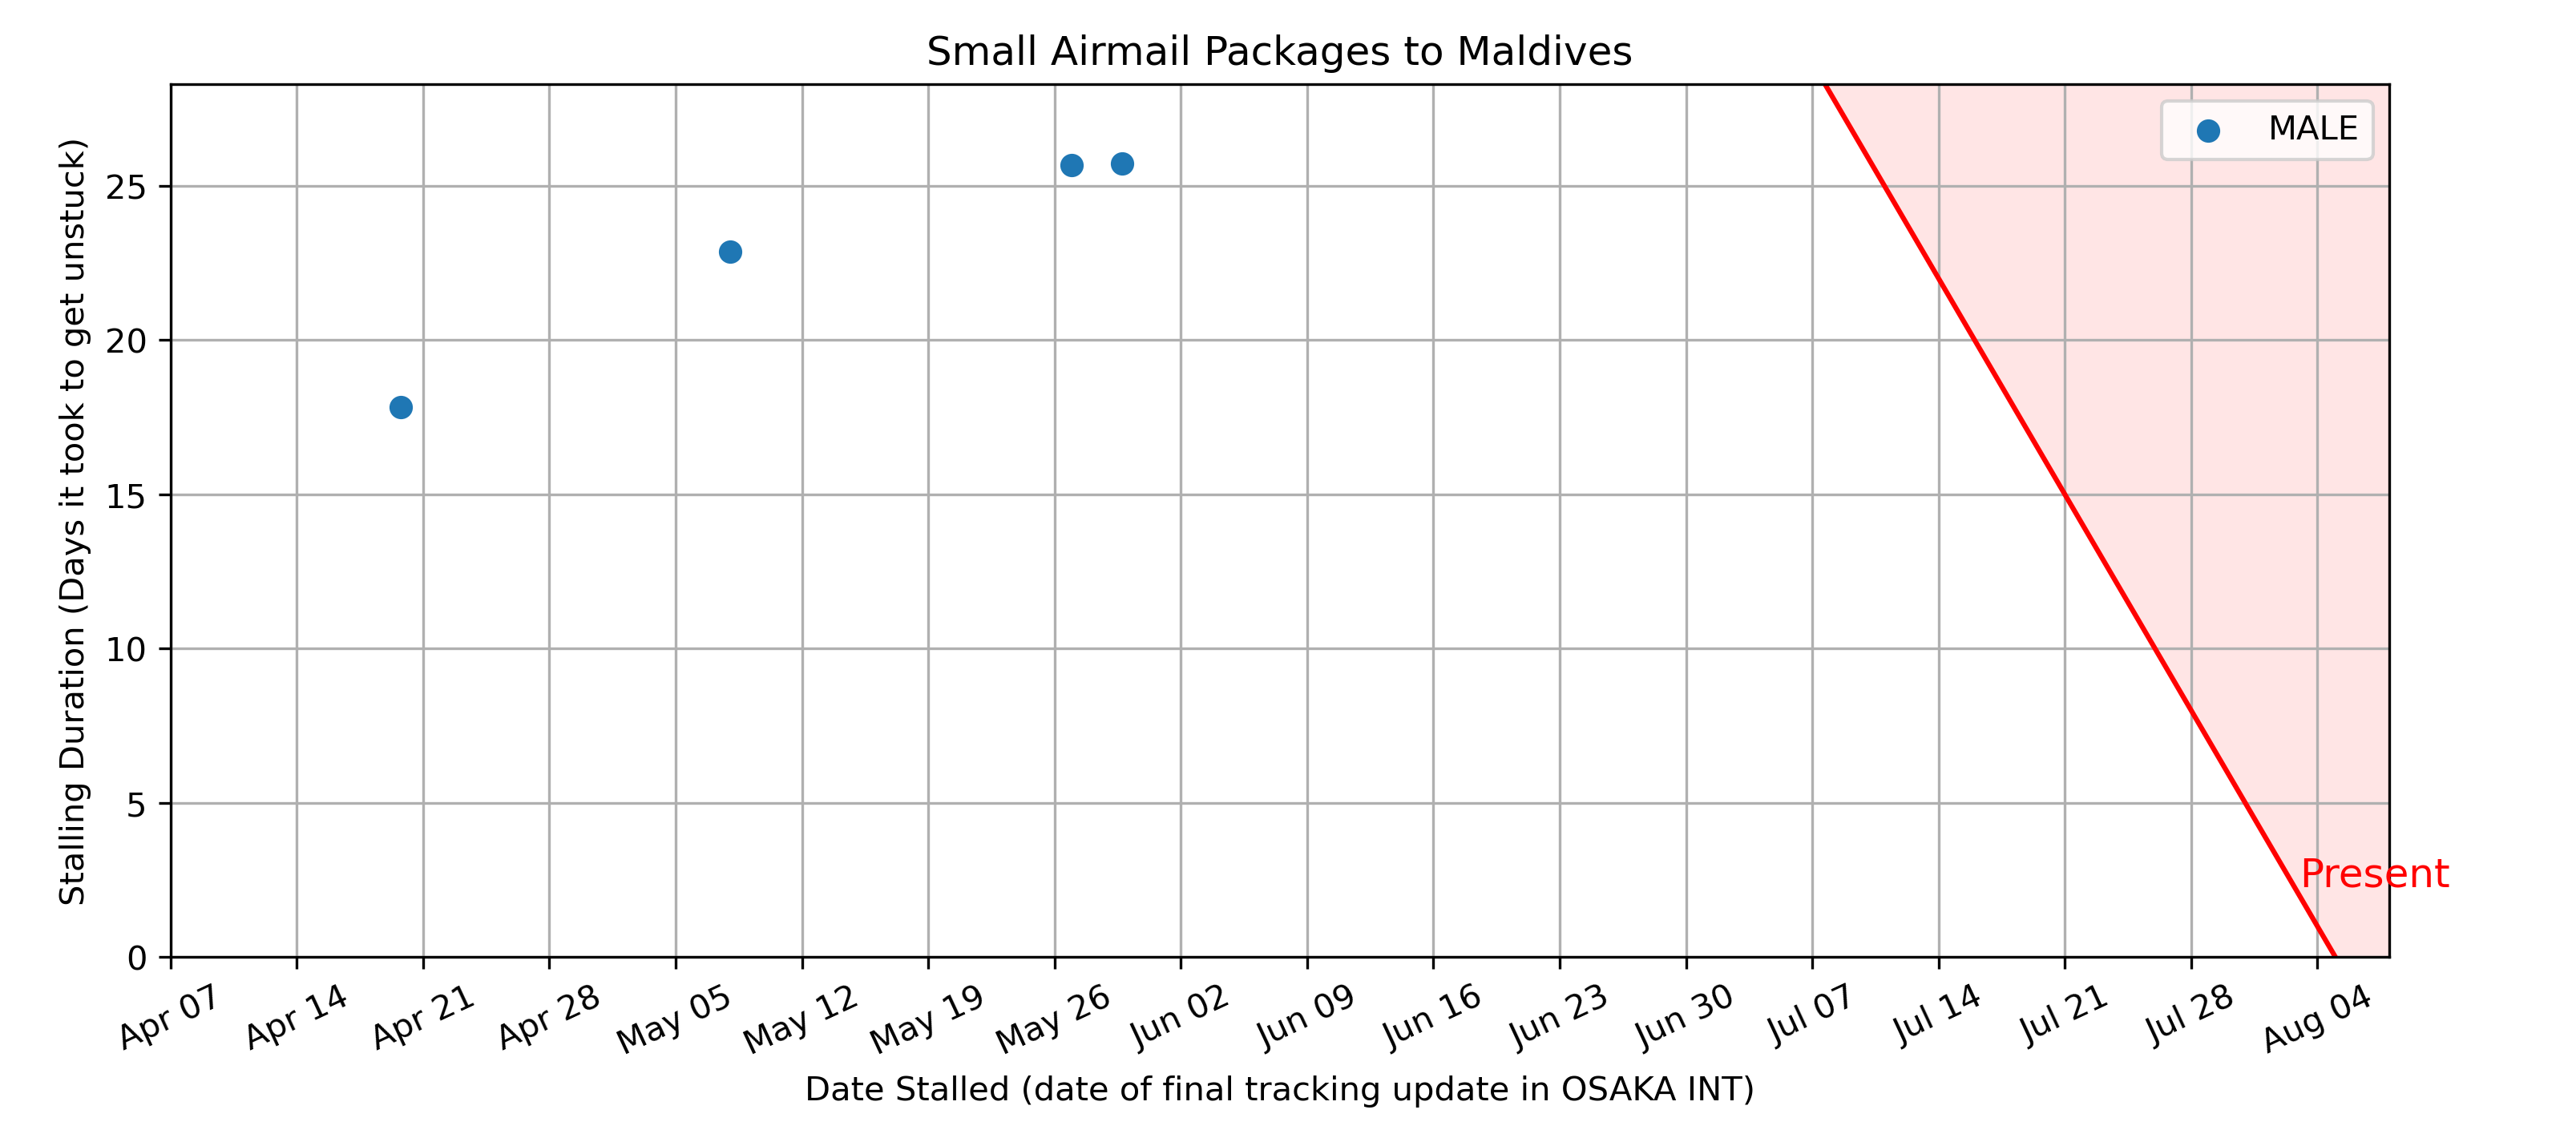 Small Airmail Packages to Maldives
MALE
Stalling Duration (Days it took to get unstuck)
25
20
15
10
5
0
Present
Apr 07 Apr 14 Apr 21 Apr 28 May 05 May 12 May 19 May 26 Jun 02 Jun 09 Jun 16 Jun 23 Jun 30 Jul 07 Jul 14 Jul 21 Jul 28 Aug 04
Date Stalled (date of final tracking update in OSAKA INT)